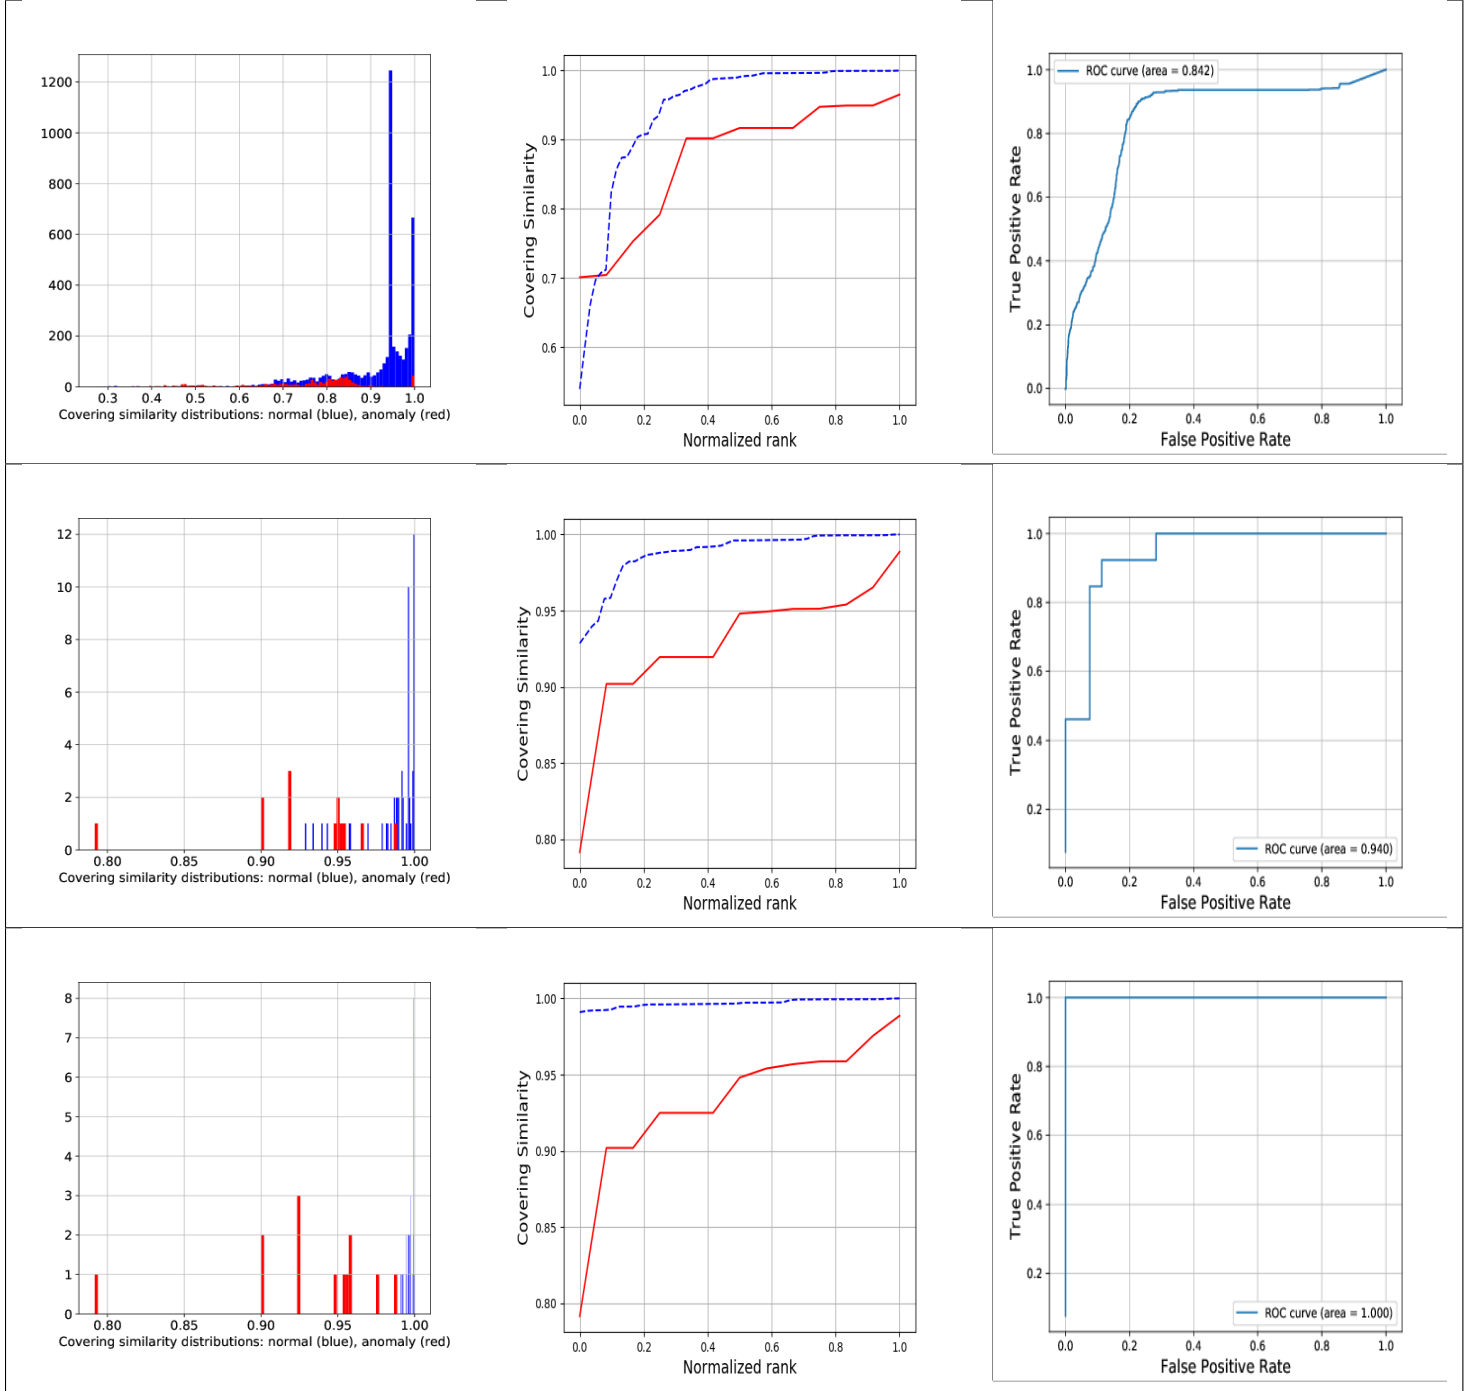 1200
1000
800
600
400
200
0
0.3 0.4 0.5 0.6 0.7 0.8 0.9 1.0
Covering similarity distributions: normal (blue), anomaly (red)
Covering Similarity
1.0
0.9
0.8
0.7
0.6
0.0 0.2 0.4 0.6 0.8 1.0
Normalized rank
True Positive Rate
1.0
0.8
0.6
0.4
0.2
0.0
ROC curve (area = 0.842)
0.0 0.2 0.4 0.6 0.8 1.0
False Positive Rate
12
10
8
6
4
2
0
0.80 0.85 0.90 0.95 1.00
Covering similarity distributions: normal (blue), anomaly (red)
Covering Similarity
1.00
0.95
0.90
0.85
0.80
0.0 0.2 0.4 0.6 0.8 1.0
Normalized rank
True Positive Rate
1.0
0.8
0.6
0.4
0.2
ROC curve (area = 0.940)
0.0 0.2 0.4 0.6 0.8 1.0
False Positive Rate
8
7
6
5
4
3
2
1
0
0.80 0.85 0.90 0.95 1.00
Covering similarity distributions: normal (blue), anomaly (red)
Covering Similarity
1.00
0.95
0.90
0.85
0.80
0.0 0.2 0.4 0.6 0.8 1.0
Normalized rank
True Positive Rate
1.0
0.8
0.6
0.4
0.2
ROC curve (area = 1.000)
0.0 0.2 0.4 0.6 0.8 1.0
False Positive Rate